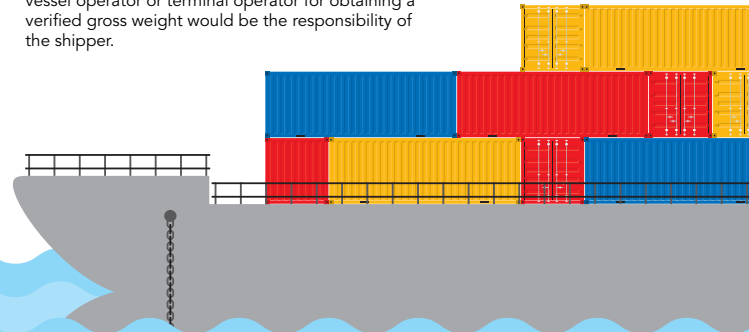 vessel operator or terminal operator for obtaining a
verified gross weight would be the responsibility of
the shipper.